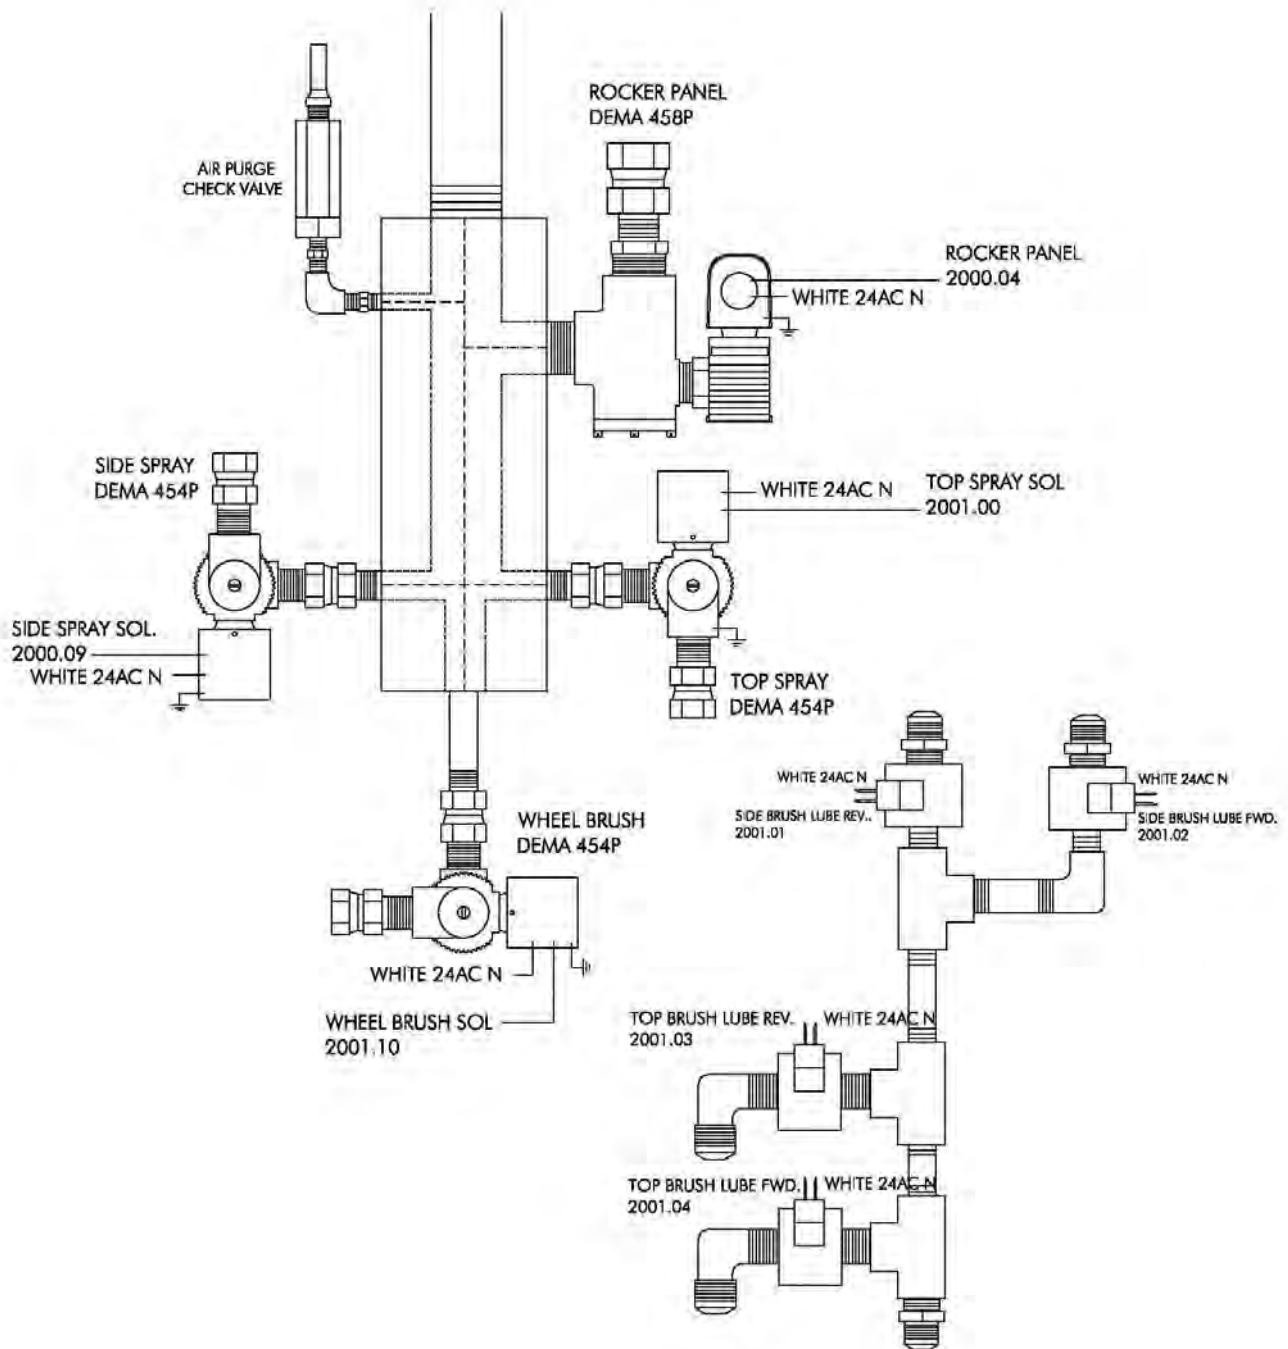 ROCKER PANEL
DEMA 458P
AIR PURGE
CHECK VALVE
ROCKER PANEL
2000.04
WHITE 24AC N
SIDE SPRAY
DEMA 454P
WHITE 24AC N
TOP SPRAY SOL
2001.00
SIDE SPRAY SOL.
2000.09
WHITE 24AC N
TOP SPRAY
DEMA 454P
WHITE 24AC N
SIDE BRUSH LUBE REV..
2001.01
WHITE 24AC N
SIDE BRUSH LUBE FWD.
2001.02
WHEEL BRUSH
DEMA 454P
WHITE 24AC N
WHEEL BRUSH SOL
2001.10
TOP BRUSH LUBE REV.
2001.03
WHITE 24AC N
TOP BRUSH LUBE FWD.
2001.04
WHITE 24AC N